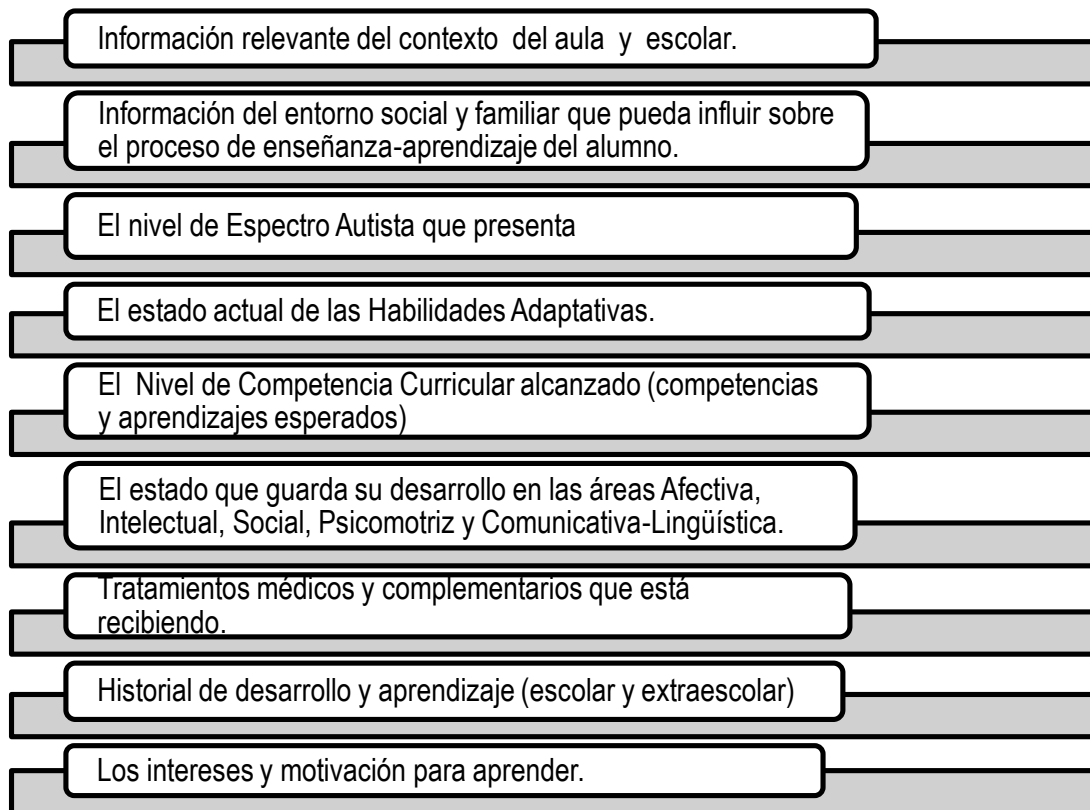 Información relevante del contexto del aula y escolar.
Información del entorno social y familiar que pueda influir sobre
el proceso de enseñanza-aprendizaje del alumno.
El nivel de Espectro Autista que presenta
El estado actual de las Habilidades Adaptativas.
El Nivel de Competencia Curricular alcanzado (competencias
y aprendizajes esperados)
El estado que guarda su desarrollo en las áreas Afectiva,
Intelectual, Social, Psicomotriz y Comunicativa-Lingüística.
Tratamientos médicos y complementarios que está
recibiendo.
Historial de desarrollo y aprendizaje (escolar y extraescolar)
Los intereses y motivación para aprender.